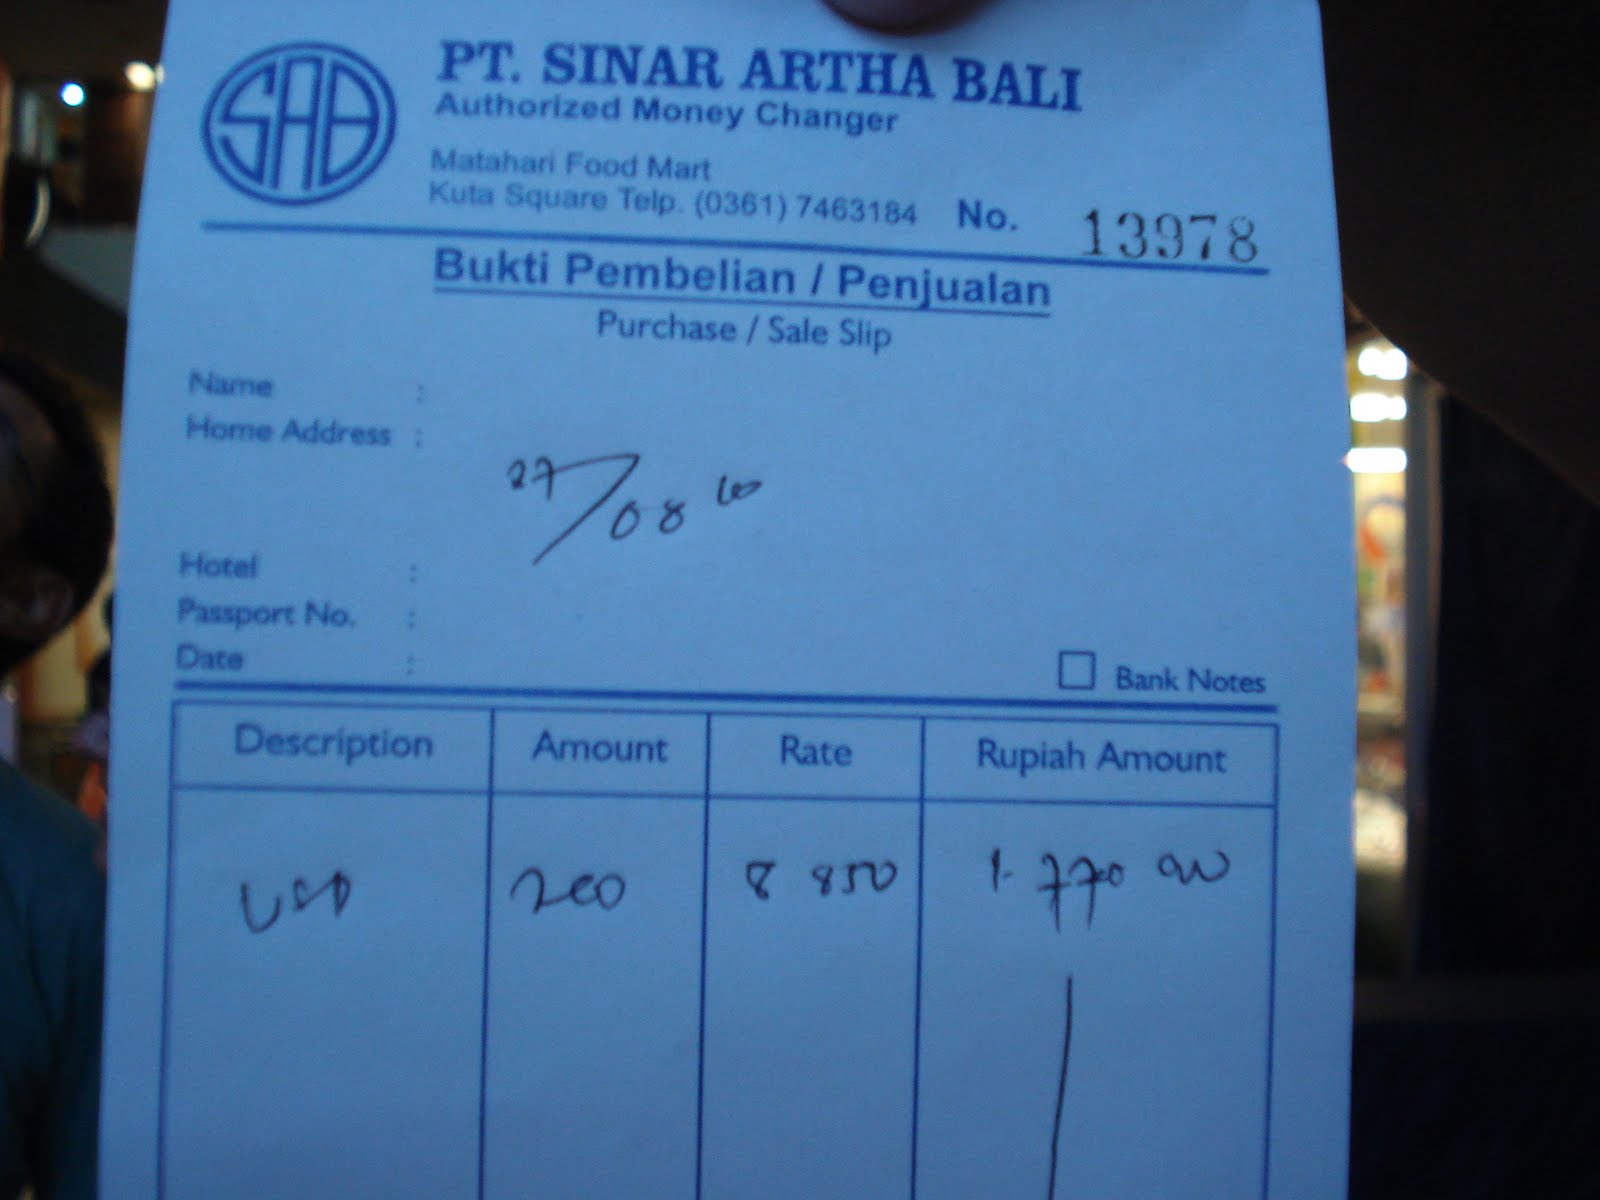 SAB
PT. SINAR ARTHA BALI
Authorized Money Changer
Matahari Food Mart
Kuta Square Telp. (0361) 7463184 No. 13978
Bukti Pembelian / Penjualan
Purchase / Sale Slip
Name :
Home Address :
27/08 10
Hotel :
Passport No. :
Date :
Bank Notes
Description Amount Rate Rupiah Amount
USD 200 8 850 1.770 000